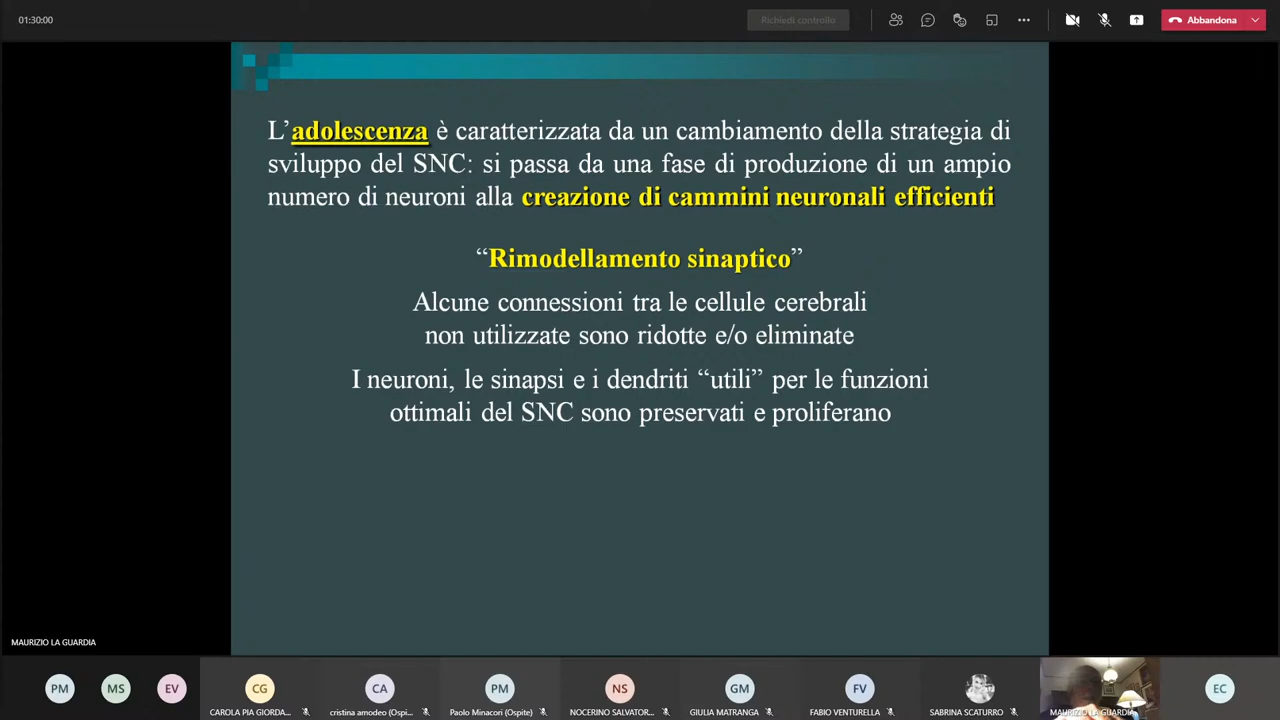 01:30:00
Richiedi controllo
Abbandona
L’adolescenza è caratterizzata da un cambiamento della strategia di
sviluppo del SNC: si passa da una fase di produzione di un ampio
numero di neuroni alla creazione di cammini neuronali efficienti
“Rimodellamento sinaptico”
Alcune connessioni tra le cellule cerebrali
non utilizzate sono ridotte e/o eliminate
I neuroni, le sinapsi e i dendriti “utili” per le funzioni
ottimali del SNC sono preservati e proliferano
MAURIZIO LA GUARDIA
PM MS EV CG CA PM NS GM FV EC
CAROLA PIA GIORDA... cristina amodeo (Ospi... Paolo Minacori (Ospite) NOCERINO SALVATOR... GIULIA MATRANGA FABIO VENTURELLA SABRINA SCATURRO MAURIZIO LA GUARDIA